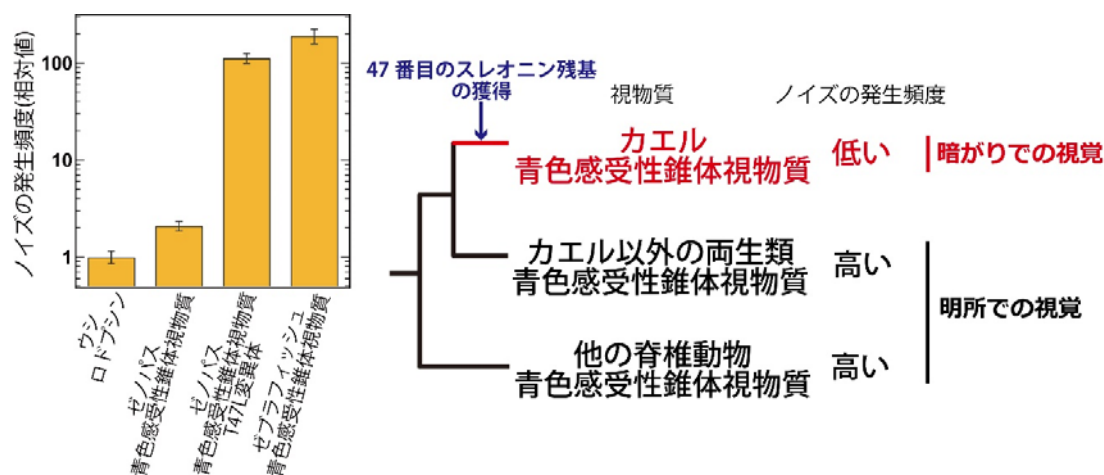 ノイズの発生頻度(相対値)
100
10
1
ウシ
ロドプシン
ゼノパス
青色感受性錐体視物質
ゼノパス
青色感受性錐体視物質
T47L変異体
ゼブラフィッシュ
青色感受性錐体視物質
47 番目のスレオニン残基
の獲得
視物質
ノイズの発生頻度
カエル
青色感受性錐体視物質
低い
暗がりでの視覚
カエル以外の両生類
青色感受性錐体視物質
高い
明所での視覚
他の脊椎動物
青色感受性錐体視物質
高い